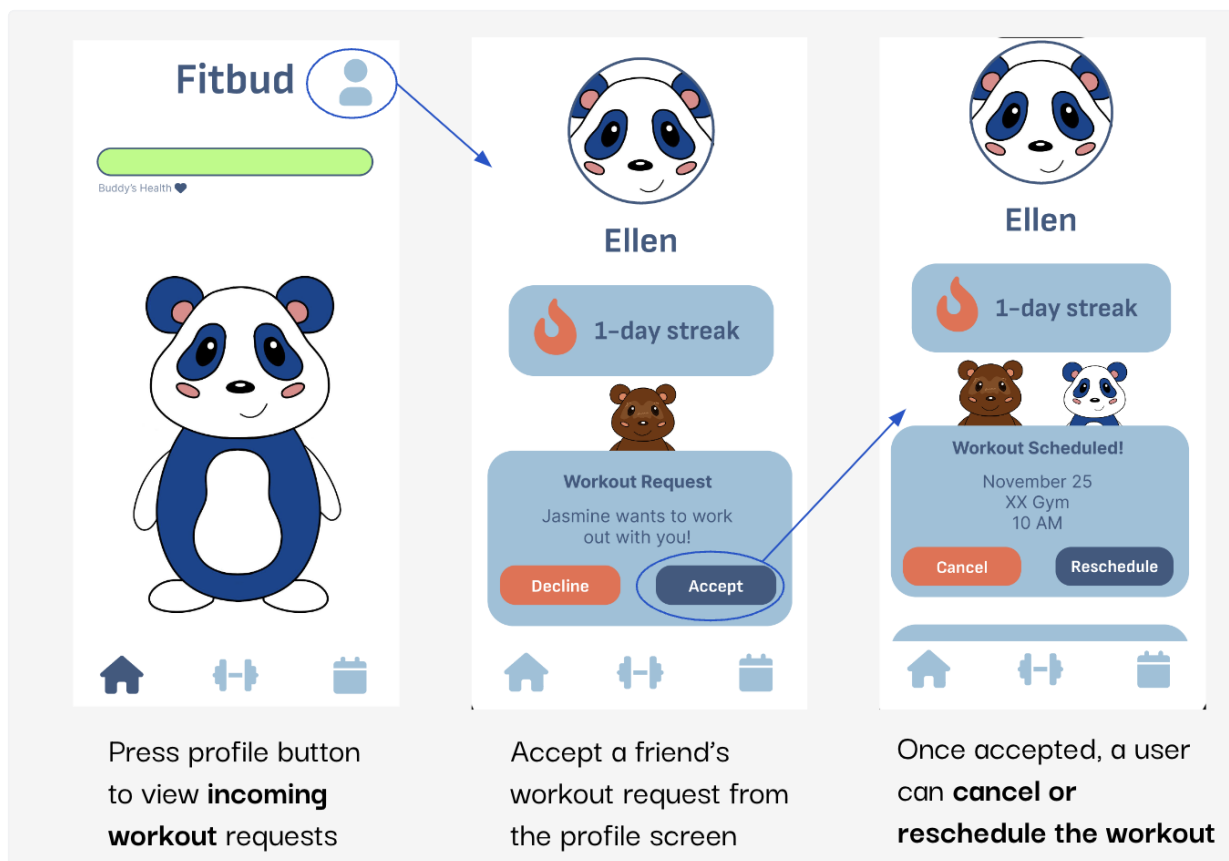 Fitbud
Buddy's Health
Press profile button
to view incoming
workout requests
Ellen
1-day streak
Workout Request
Jasmine wants to work
out with you!
Decline
Accept
Accept a friend's
workout request from
the profile screen
Ellen
1-day streak
Workout Scheduled!
November 25
XX Gym
10 AM
Cancel
Reschedule
Once accepted, a user
can cancel or
reschedule the workout